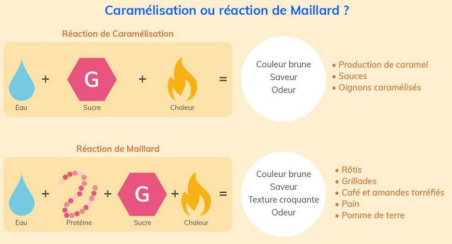 Caramélisation ou réaction de Maillard ?
Réaction de Caramélisation
G
+ + =
Eau Sucre Chaleur
Couleur brune
Saveur
Odeur
• Production de caramel
• Sauces
• Oignons caramélisés
Réaction de Maillard
G
+ + + =
Eau Protéine Sucre Chaleur
Couleur brune
Saveur
Texture croquante
Odeur
• Rôtis
• Grillades
• Café et amandes torréfiés
• Pain
• Pomme de terre